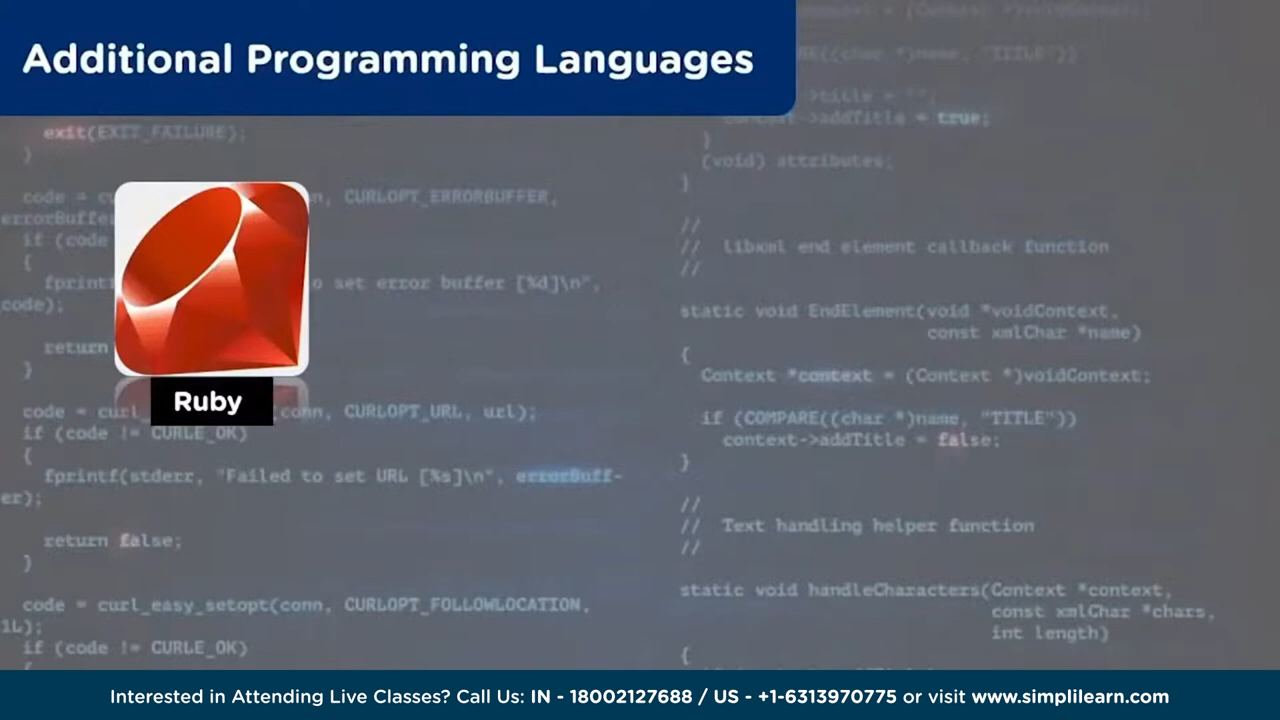 Additional Programming Languages
exit(EXIT_FAILURE);
}
code = CURLOPT_ERRORBUFFER,
if (code
{
o set error buffer [%d]\n",
code);
return
}
Ruby
code = curl (conn, CURLOPT_URL, url);
if (code != CURLE_OK)
{
fprintf(stderr, "Failed to set URL [%s]\n", errorBuff-
er);
return false;
}
code = curl_easy_setopt(conn, CURLOPT_FOLLOWLOCATION,
1L);
if (code != CURLE_OK)
{
->addTitle = true;
}
(void) attributes;
}
//
// libxml end element callback function
//
static void EndElement(void *voidContext,
const xmlChar *name)
{
Context *context = (Context *)voidContext;
if (COMPARE((char *)name, "TITLE"))
context->addTitle = false;
}
//
// Text handling helper function
//
static void handleCharacters(Context *context,
const xmlChar *chars,
int length)
{
Interested in Attending Live Classes? Call Us: IN - 18002127688 / US - +1-6313970775 or visit www.simplilearn.com